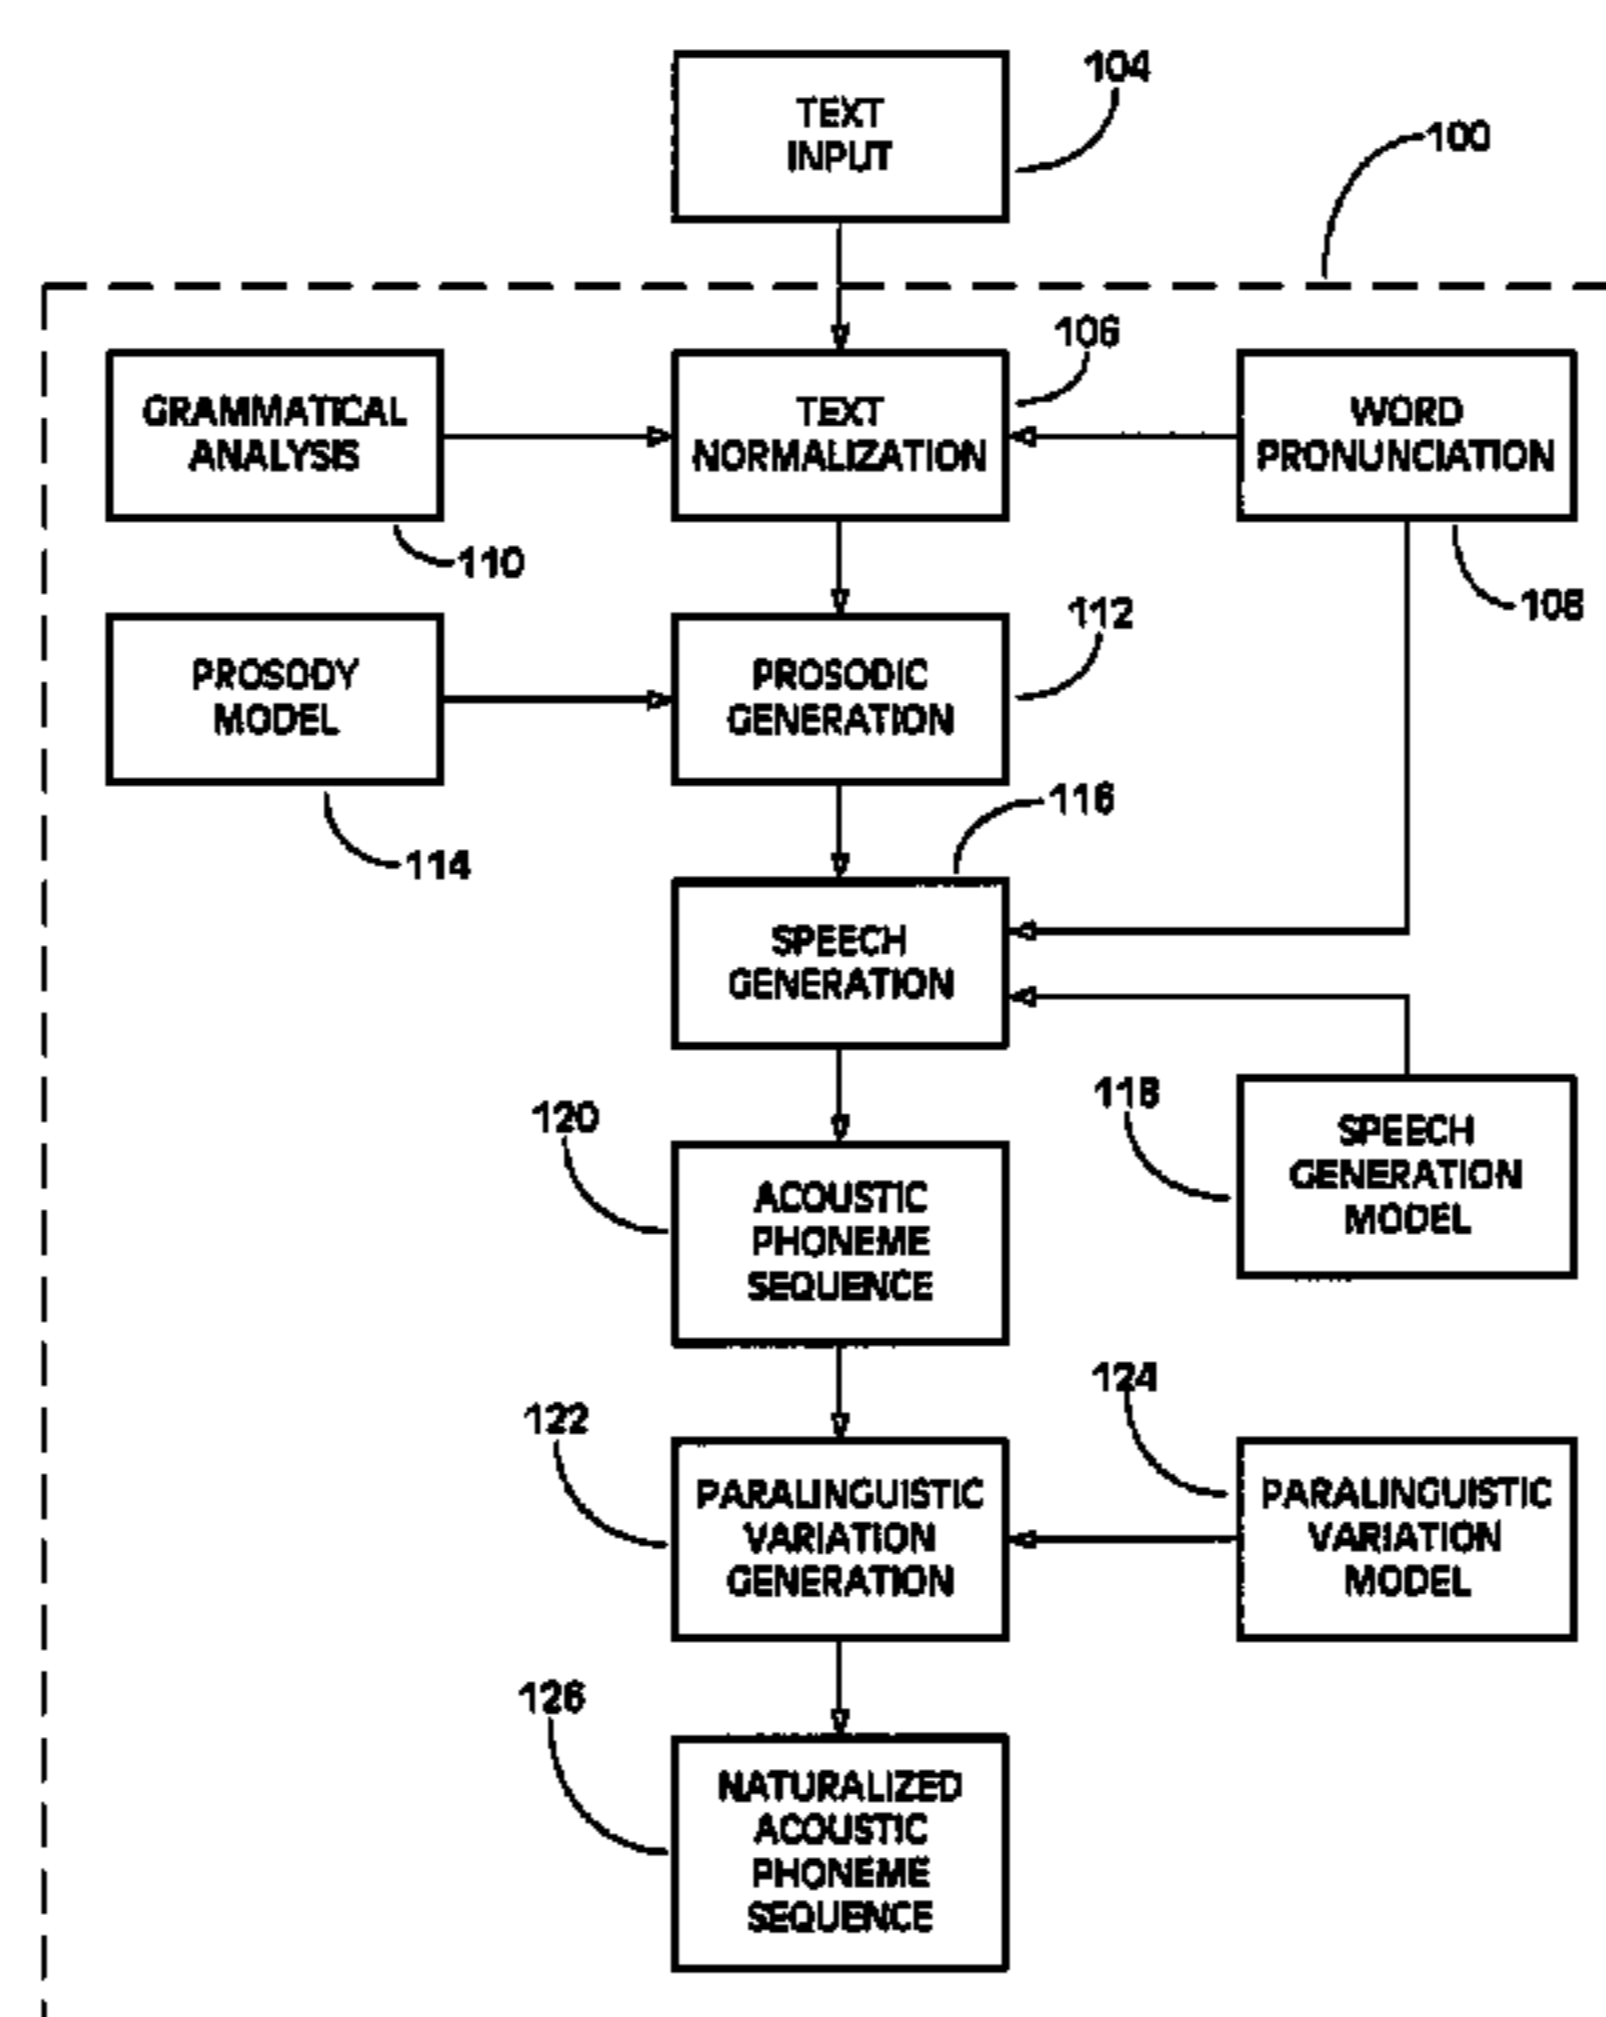 TEXT
INPUT
104
100
GRAMMATICAL
ANALYSIS
110
TEXT
NORMALIZATION
106
WORD
PRONUNCIATION
108
PROSODY
MODEL
114
PROSODIC
GENERATION
112
SPEECH
GENERATION
116
SPEECH
GENERATION
MODEL
118
ACOUSTIC
PHONEME
SEQUENCE
120
PARALINGUISTIC
VARIATION
GENERATION
122
PARALINGUISTIC
VARIATION
MODEL
124
NATURALIZED
ACOUSTIC
PHONEME
SEQUENCE
126